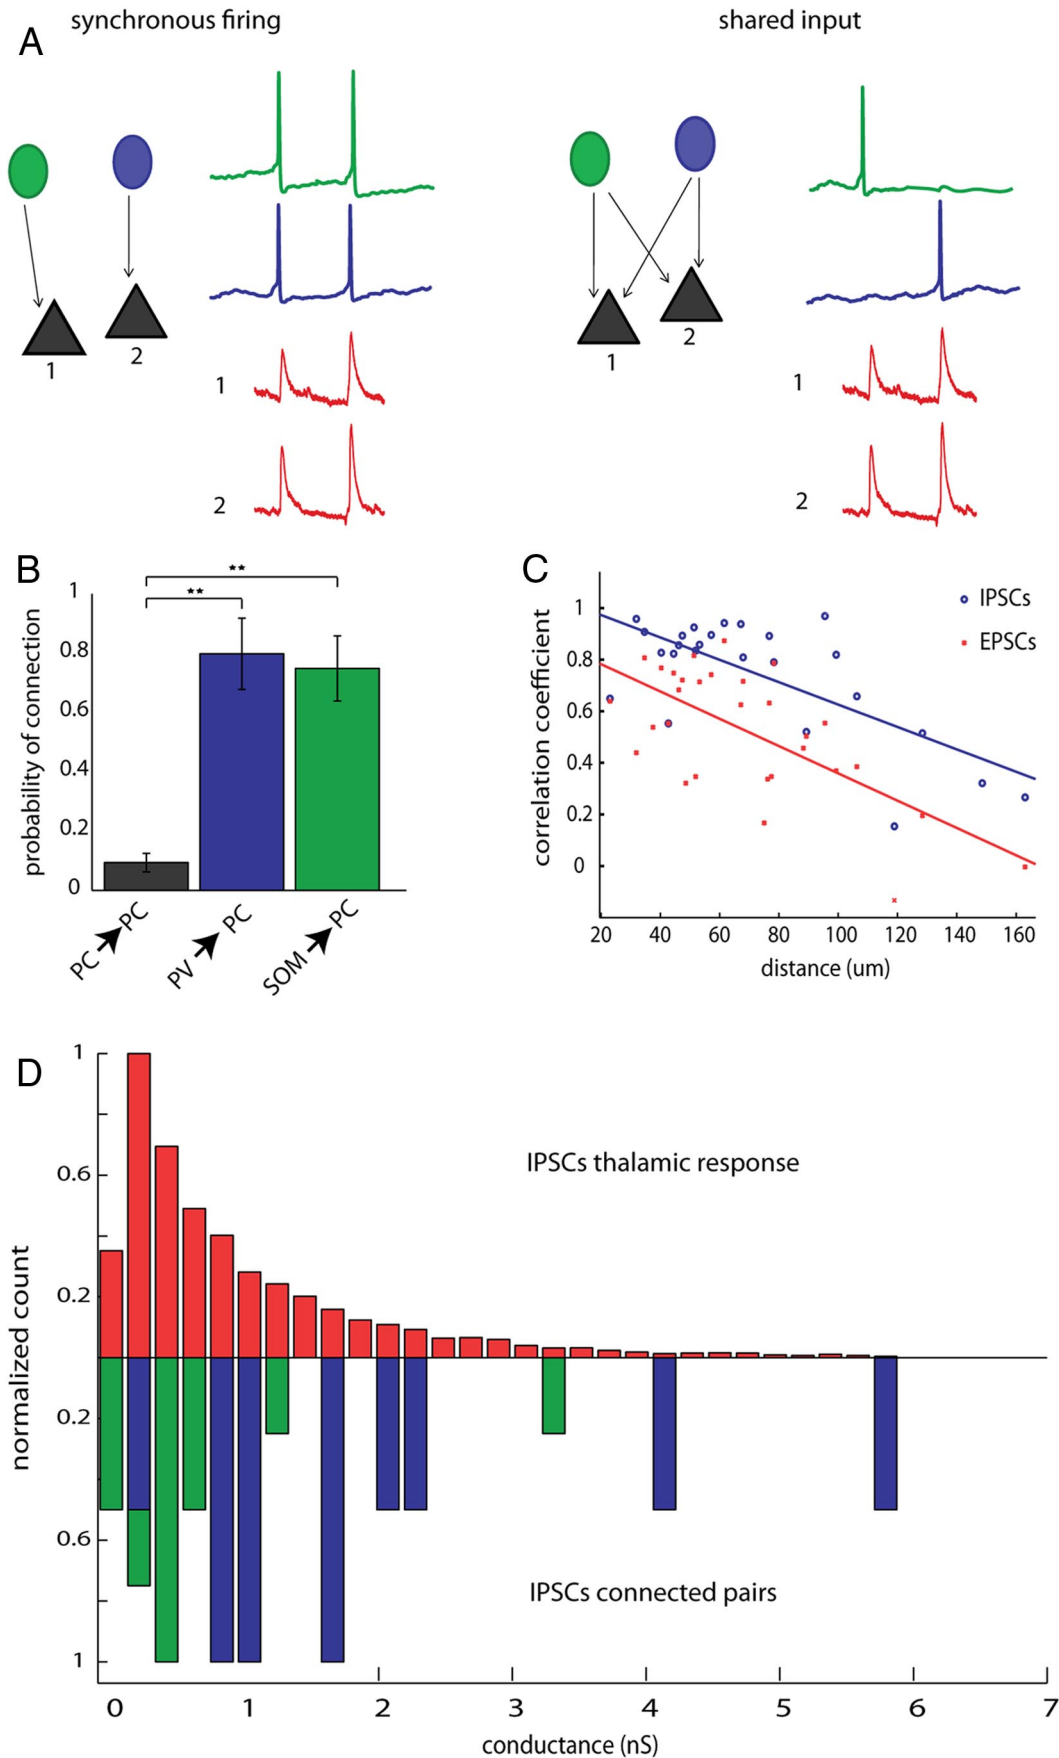 A
synchronous firing
shared input
1
2
1
2
1
2
1
2
B
probability of connection
1
0.8
0.6
0.4
0.2
0
**
**
PC PC
PV PC
SOM PC
C
correlation coefficient
1
0.8
0.6
0.4
0.2
0
IPSCs
EPSCs
20 40 60 80 100 120 140 160
distance (um)
D
normalized count
1
0.6
0.2
0.2
0.6
1
IPSCs thalamic response
IPSCs connected pairs
0 1 2 3 4 5 6 7
conductance (nS)